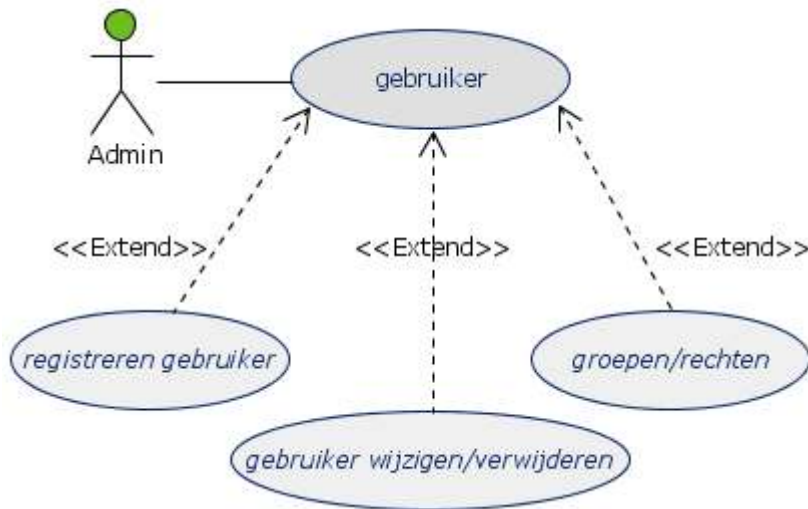 gebruiker
Admin
<<Extend>>
<<Extend>>
<<Extend>>
registreren gebruiker
groepen/rechten
gebruiker wijzigen/verwijderen